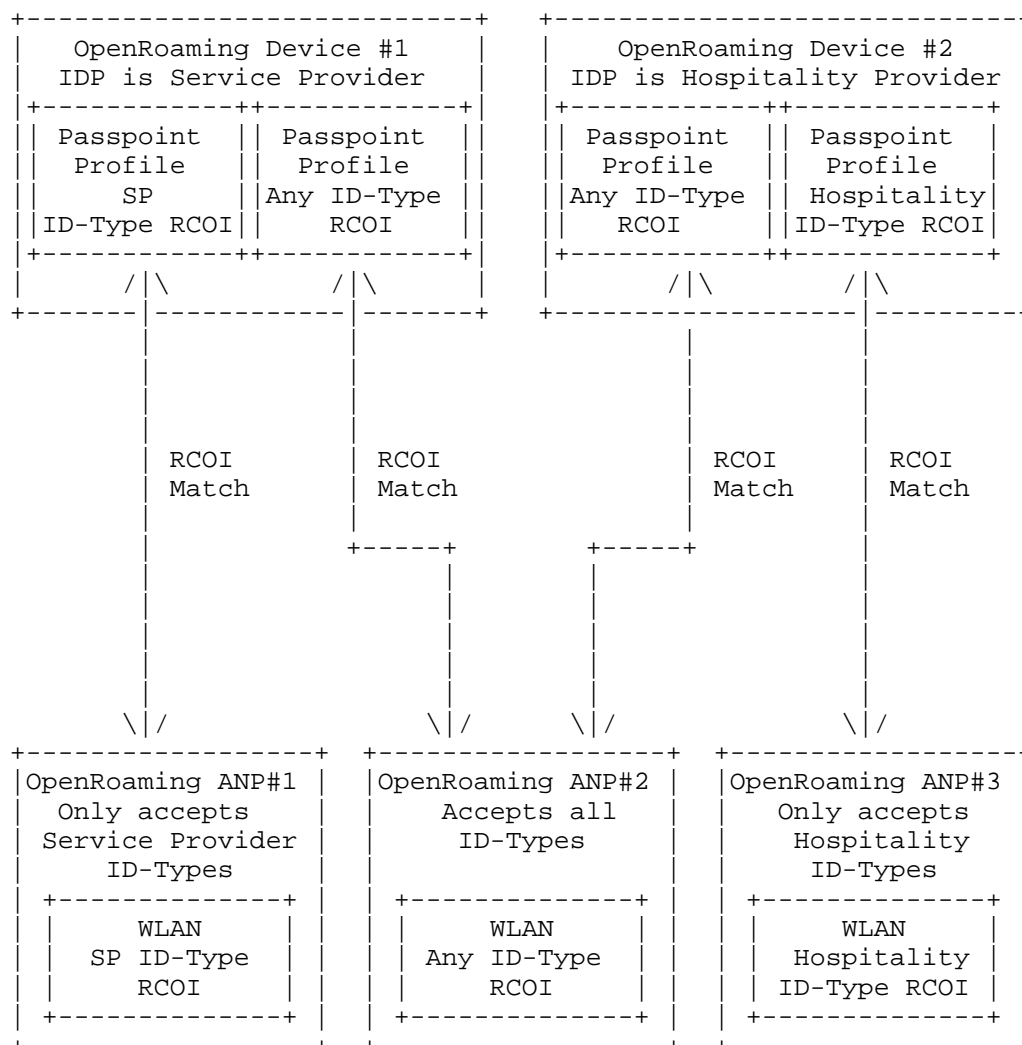 OpenRoaming Device #1 OpenRoaming Device #2
IDP is Service Provider IDP is Hospitality Provider
Passpoint Passpoint Passpoint Passpoint
Profile Profile Profile Profile
SP Any ID-Type Any ID-Type Hospitality
ID-Type RCOI RCOI RCOI ID-Type RCOI
RCOI RCOI RCOI RCOI
Match Match Match Match
OpenRoaming ANP#1 OpenRoaming ANP#2 OpenRoaming ANP#3
Only accepts Accepts all Only accepts
Service Provider ID-Types Hospitality
ID-Types ID-Types
WLAN WLAN WLAN
SP ID-Type Any ID-Type Hospitality
RCOI RCOI ID-Type RCOI